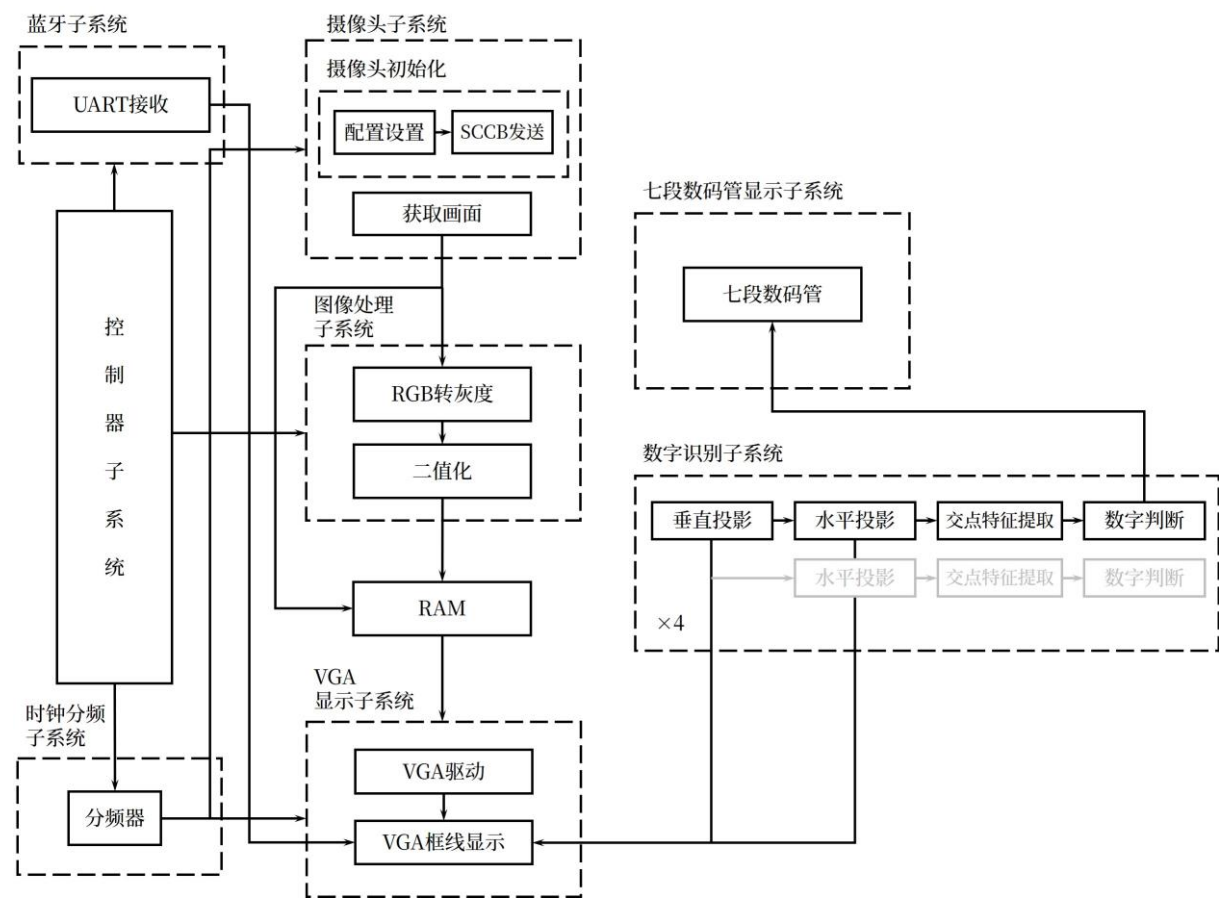 蓝牙子系统
UART接收
摄像头子系统
摄像头初始化
配置设置
SCCB发送
获取画面
控
制
器
子
系
统
图像处理
子系统
RGB转灰度
二值化
RAM
时钟分频
子系统
分频器
VGA
显示子系统
VGA驱动
VGA框线显示
七段数码管显示子系统
七段数码管
数字识别子系统
垂直投影
水平投影
交点特征提取
数字判断
水平投影
交点特征提取
数字判断
×4